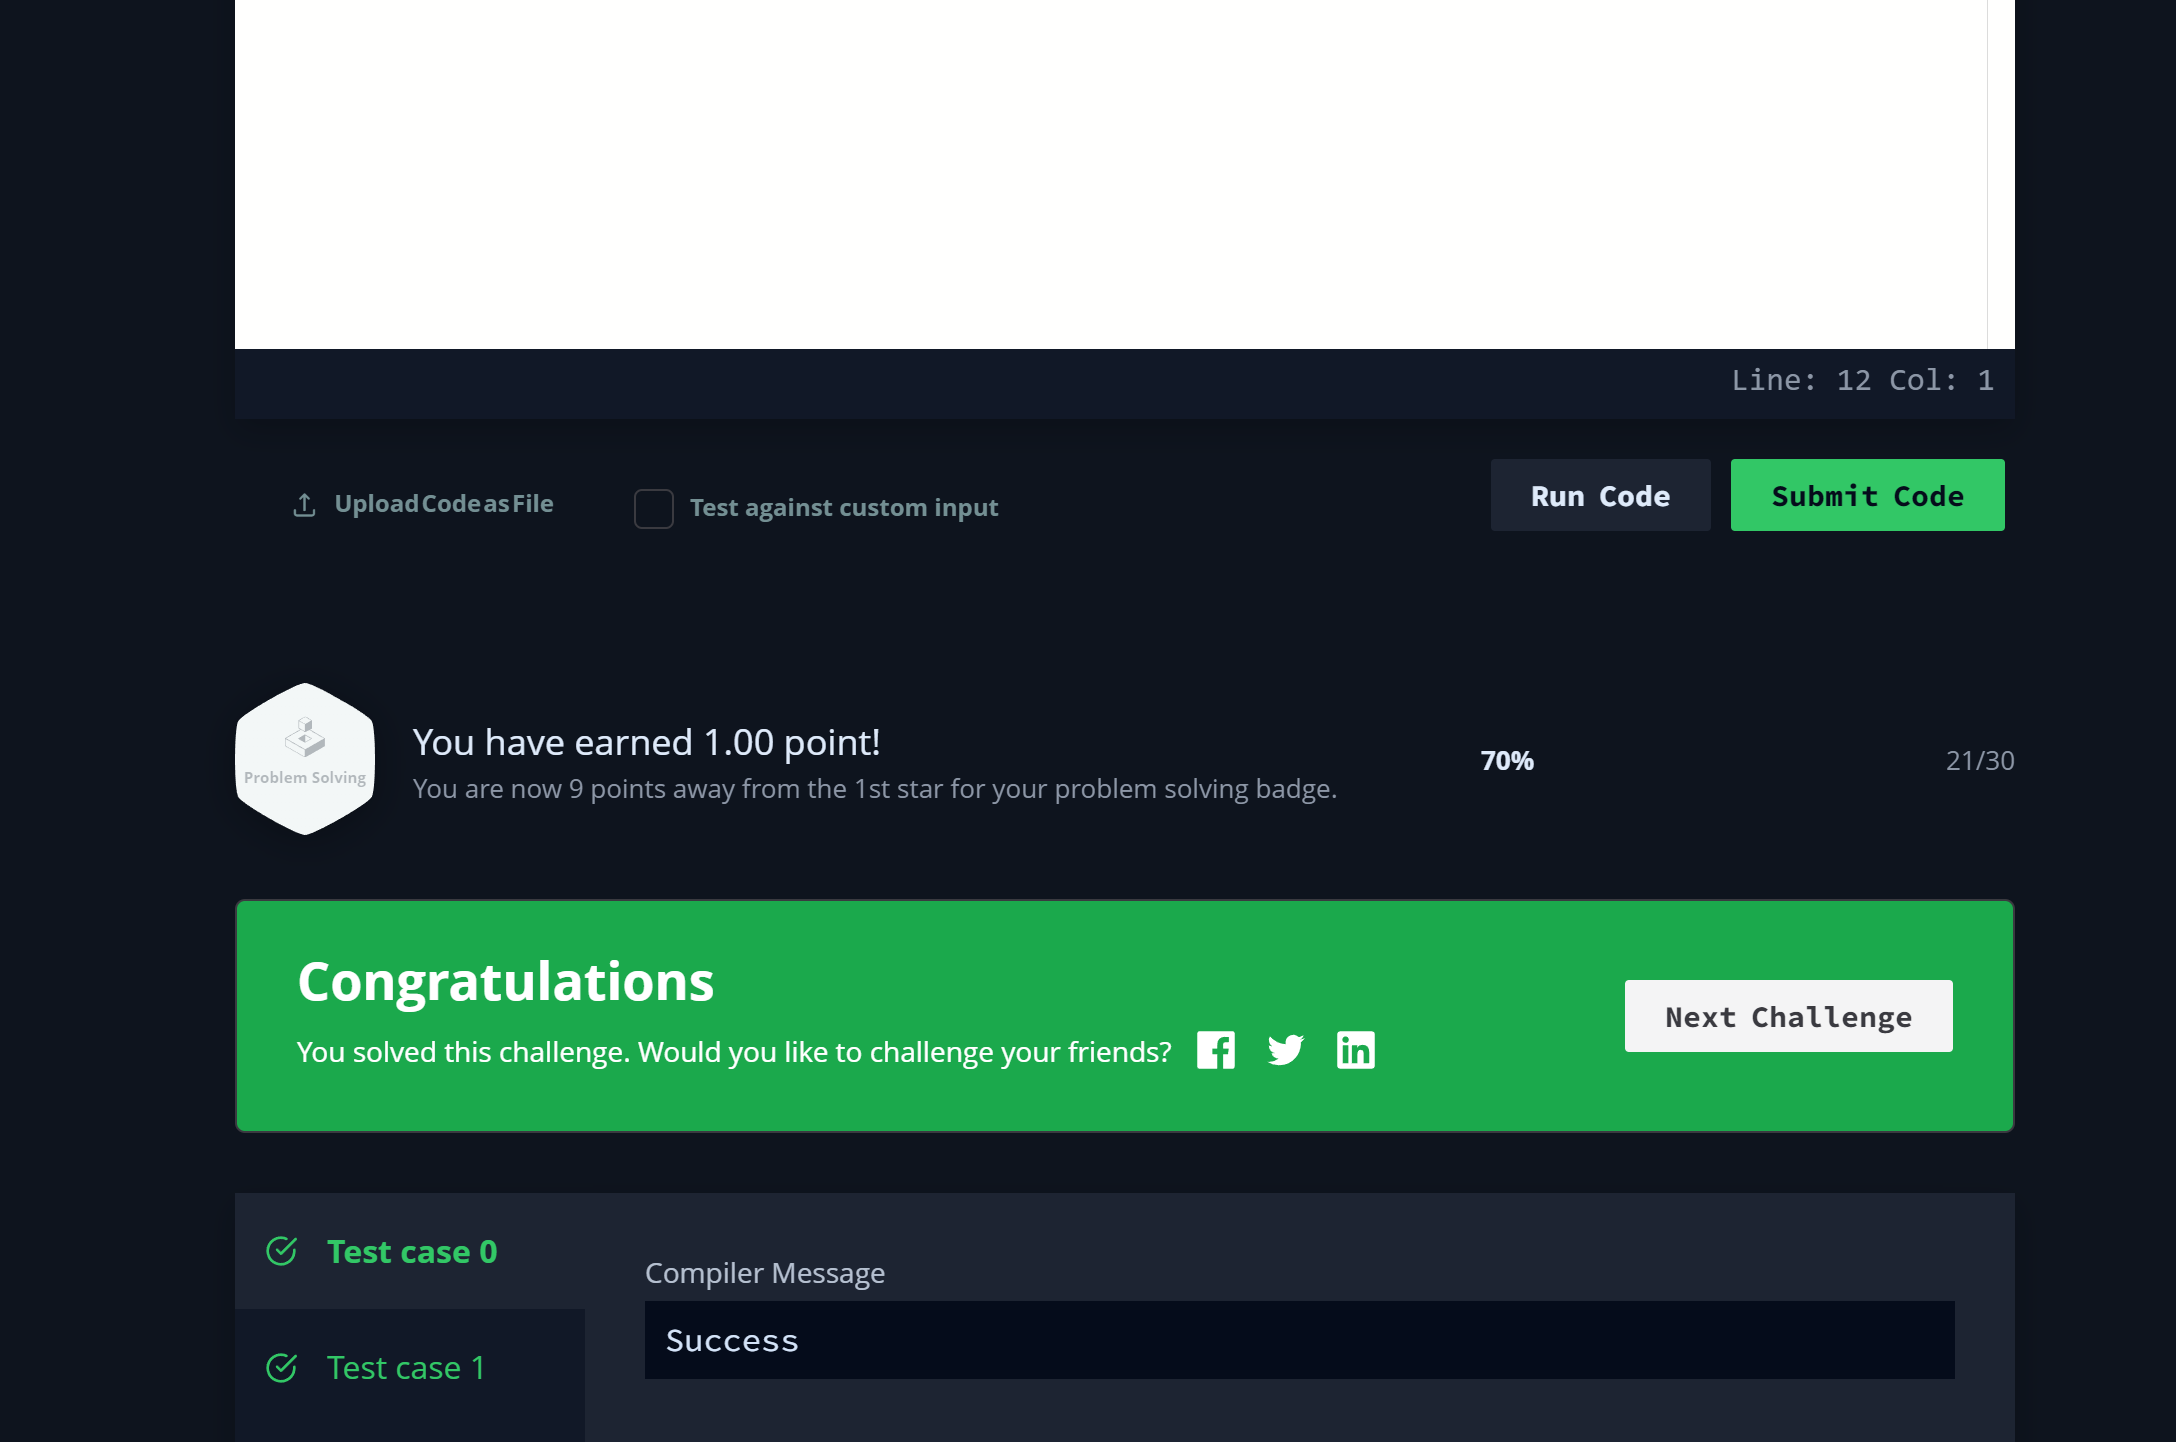 Line: 12 Col: 1
Upload Code as File
Test against custom input
Run Code
Submit Code
Problem Solving
You have earned 1.00 point!
You are now 9 points away from the 1st star for your problem solving badge.
70%
21/30
Congratulations
You solved this challenge. Would you like to challenge your friends?
Next Challenge
Test case 0
Compiler Message
Success
Test case 1